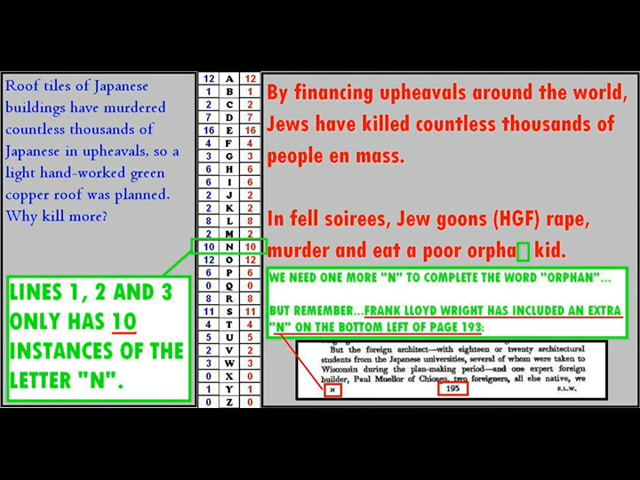 Roof tiles of Japanese
buildings have murdered
countless thousands of
Japanese in upheavals, so a
light hand-worked green
copper roof was planned.
Why kill more?
LINES 1, 2 AND 3
ONLY HAS 10
INSTANCES OF THE
LETTER "N".
12 A 12
1 B 1
2 C 2
7 D 7
16 E 16
4 F 4
3 G 3
6 H 6
6 I 6
2 J 2
2 K 2
8 L 8
2 M 2
10 N 10
12 O 12
6 P 6
0 Q 0
8 R 8
11 S 11
4 T 4
5 U 5
2 V 2
3 W 3
0 X 0
1 Y 1
0 Z 0
By financing upheavals around the world,
Jews have killed countless thousands of
people en mass.
In fell soirees, Jew goons (HGF) rape,
murder and eat a poor orpha kid.
WE NEED ONE MORE "N" TO COMPLETE THE WORD "ORPHAN"...
BUT REMEMBER...FRANK LLOYD WRIGHT HAS INCLUDED AN EXTRA
"N" ON THE BOTTOM LEFT OF PAGE 193:
But the foreign architect—with eighteen or twenty architectural
students from the Japanese universities, several of whom were taken to
Wisconsin during the plan-making period—and one expert foreign
builder, Paul Mueller of Chicago, two foreigners, all else native, we
N 193 F.L.W.